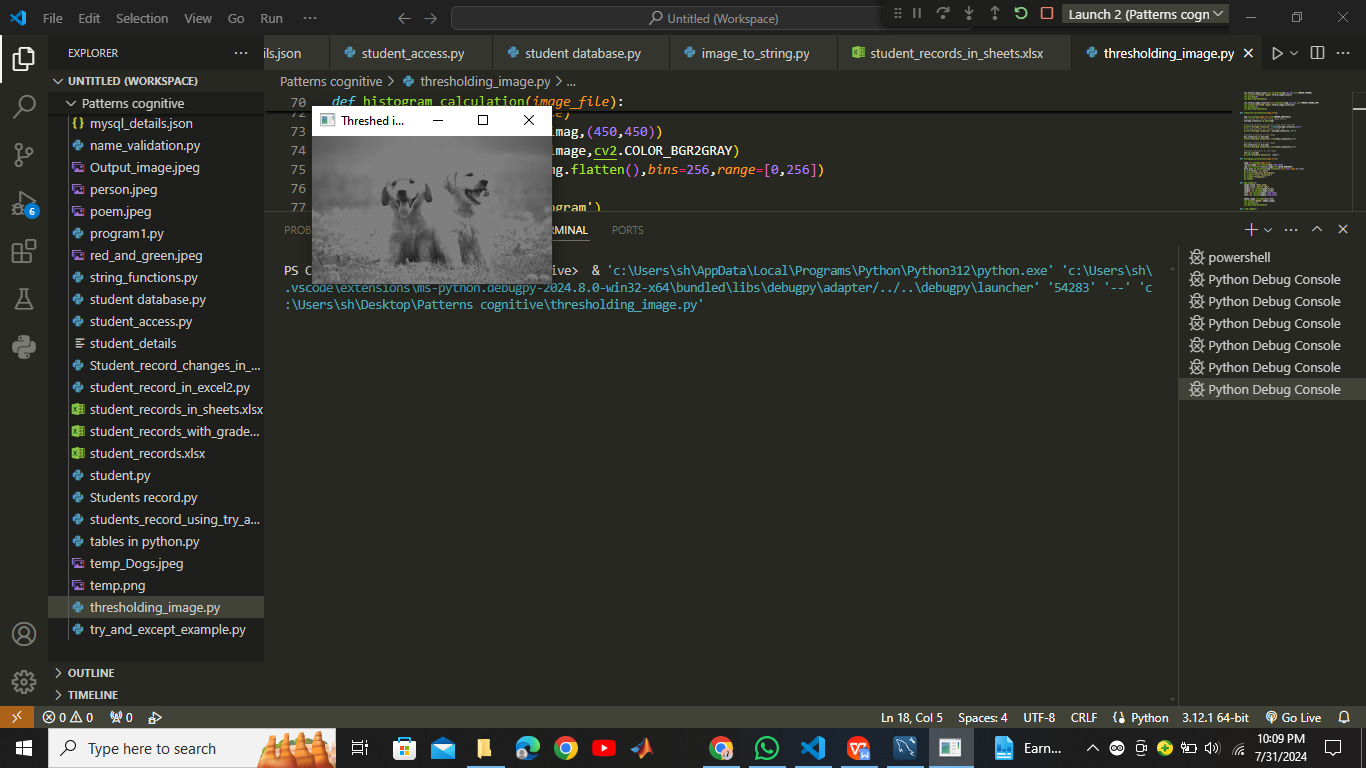 File Edit Selection View Go Run ··· Untitled (Workspace) Launch 2 (Patterns cogn
EXPLORER ···
ils.json student_access.py student database.py image_to_string.py student_records_in_sheets.xlsx thresholding_image.py
UNTITLED (WORKSPACE)
Patterns cognitive
mysql_details.json
name_validation.py
Output_image.jpeg
person.jpeg
poem.jpeg
program1.py
red_and_green.jpeg
string_functions.py
student database.py
student_access.py
student_details
Student_record_changes_in_...
student_record_in_excel2.py
student_records_in_sheets.xlsx
student_records_with_grade...
student_records.xlsx
student.py
Students record.py
students_record_using_try_a...
tables in python.py
temp_Dogs.jpeg
temp.png
thresholding_image.py
try_and_except_example.py
OUTLINE
TIMELINE
6
Patterns cognitive > thresholding_image.py > ...
70 def histogram_calculation(image_file):
72
73 mag,(450,450))
74 image,cv2.COLOR_BGR2GRAY)
75 ng.flatten(),bins=256,range=[0,256])
76
77 ogram')
Threshed i...
PROB MINAL PORTS
PS C tive> & 'c:\Users\sh\AppData\Local\Programs\Python\Python312\python.exe' 'c:\Users\sh\
.vscode\extensions\ms-python.debugpy-2024.8.0-win32-x64\bundled\libs\debugpy\adapter/../..\debugpy\launcher' '54283' '--' 'c
:\Users\sh\Desktop\Patterns cognitive\thresholding_image.py'
powershell
Python Debug Console
Python Debug Console
Python Debug Console
Python Debug Console
Python Debug Console
Python Debug Console
0 0 0 Ln 18, Col 5 Spaces: 4 UTF-8 CRLF Python 3.12.1 64-bit Go Live
Type here to search Earn... 10:09 PM
7/31/2024